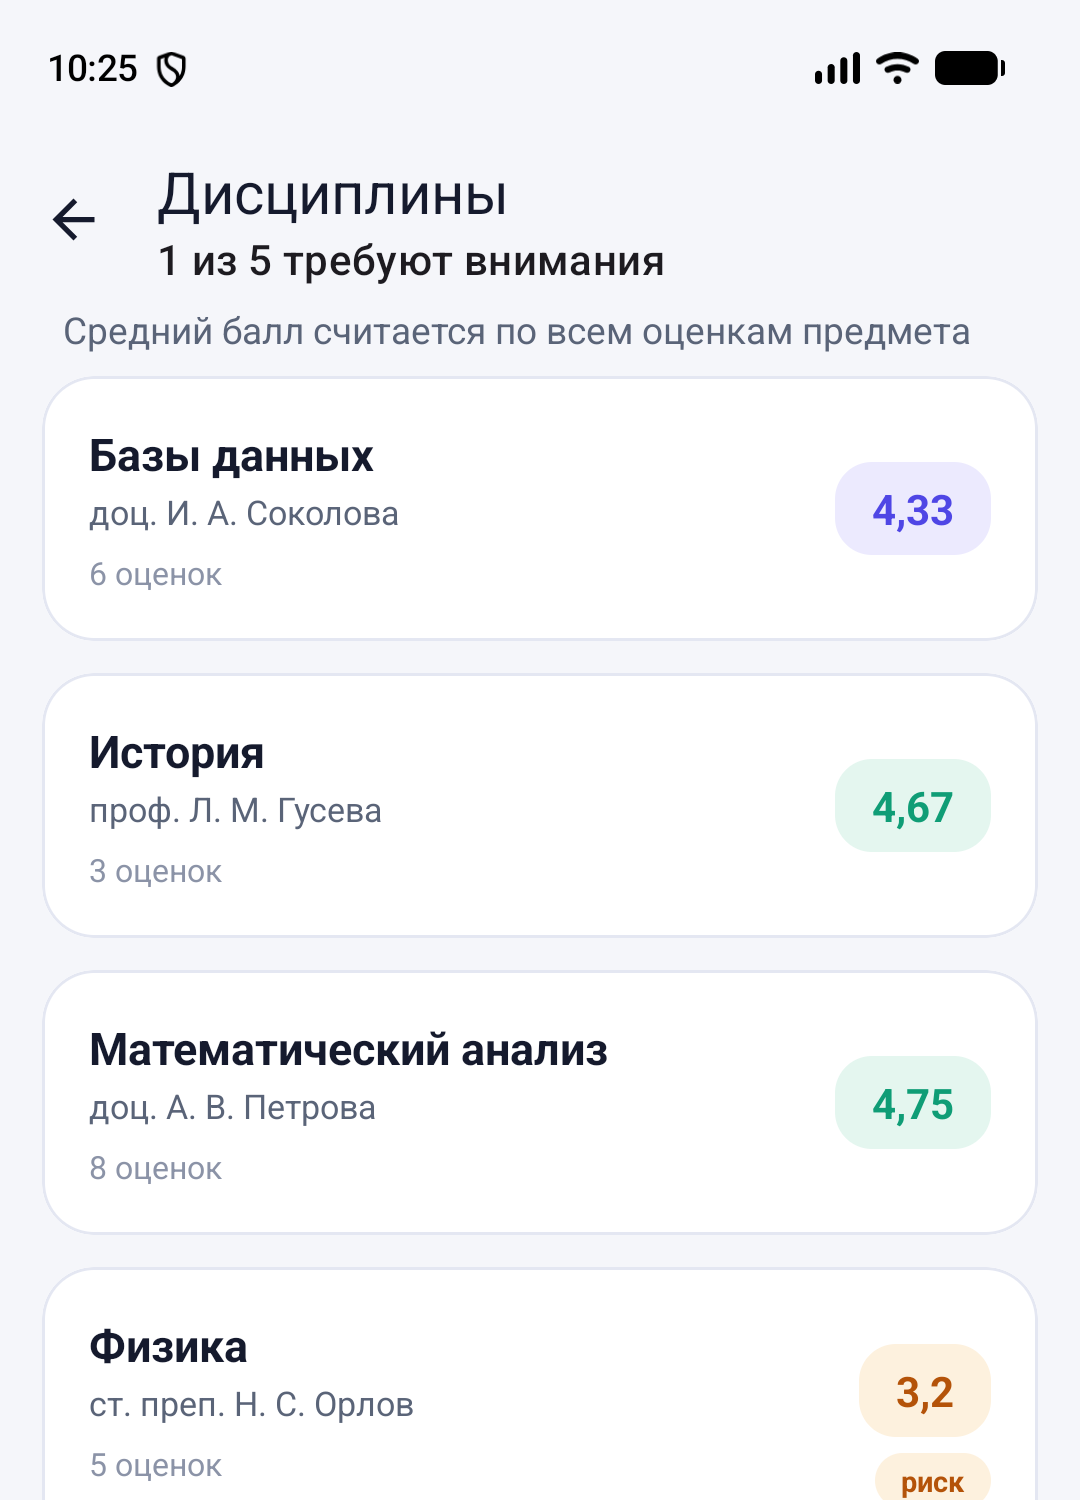 10:25
Дисциплины
1 из 5 требуют внимания
Средний балл считается по всем оценкам предмета
Базы данных
доц. И. А. Соколова
6 оценок
4,33
История
проф. Л. М. Гусева
3 оценок
4,67
Математический анализ
доц. А. В. Петрова
8 оценок
4,75
Физика
ст. преп. Н. С. Орлов
5 оценок
3,2
риск